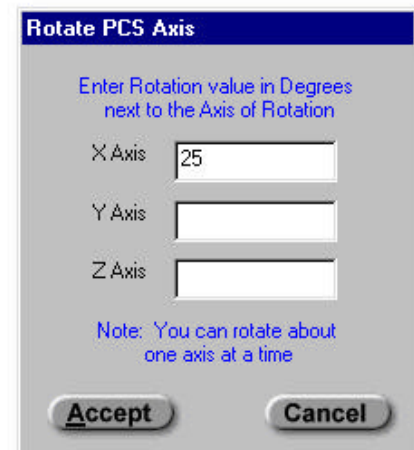 Rotate PCS Axis
Enter Rotation value in Degrees
next to the Axis of Rotation
X Axis 25
Y Axis
Z Axis
Note: You can rotate about
one axis at a time
Accept Cancel